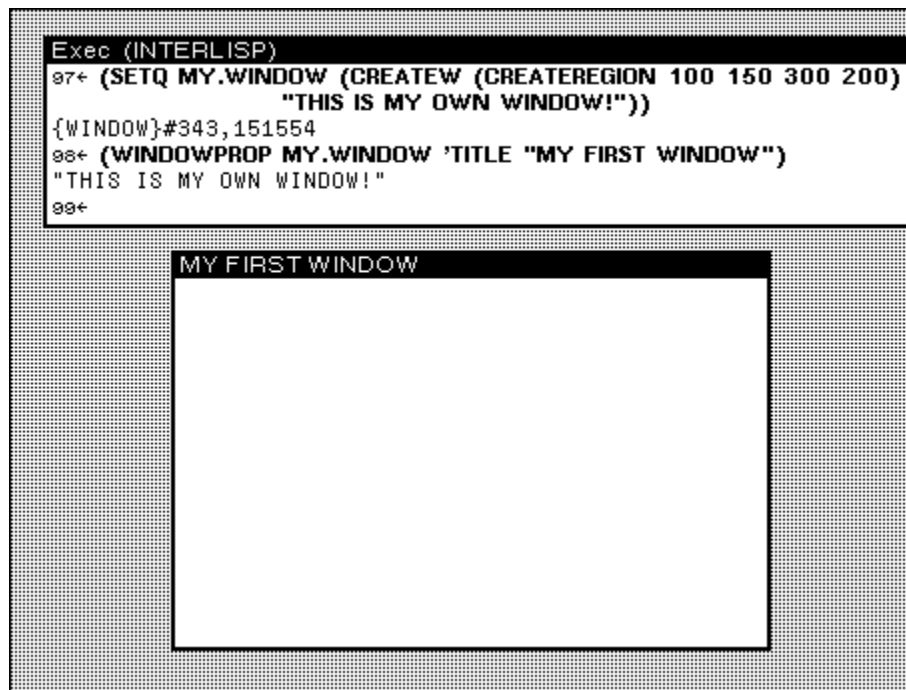 Exec (INTERLISP)
97← (SETQ MY.WINDOW (CREATEW (CREATEREGION 100 150 300 200)
"THIS IS MY OWN WINDOW!"))
{WINDOW}#343,151554
98← (WINDOWPROP MY.WINDOW 'TITLE "MY FIRST WINDOW")
"THIS IS MY OWN WINDOW!"
99←
MY FIRST WINDOW